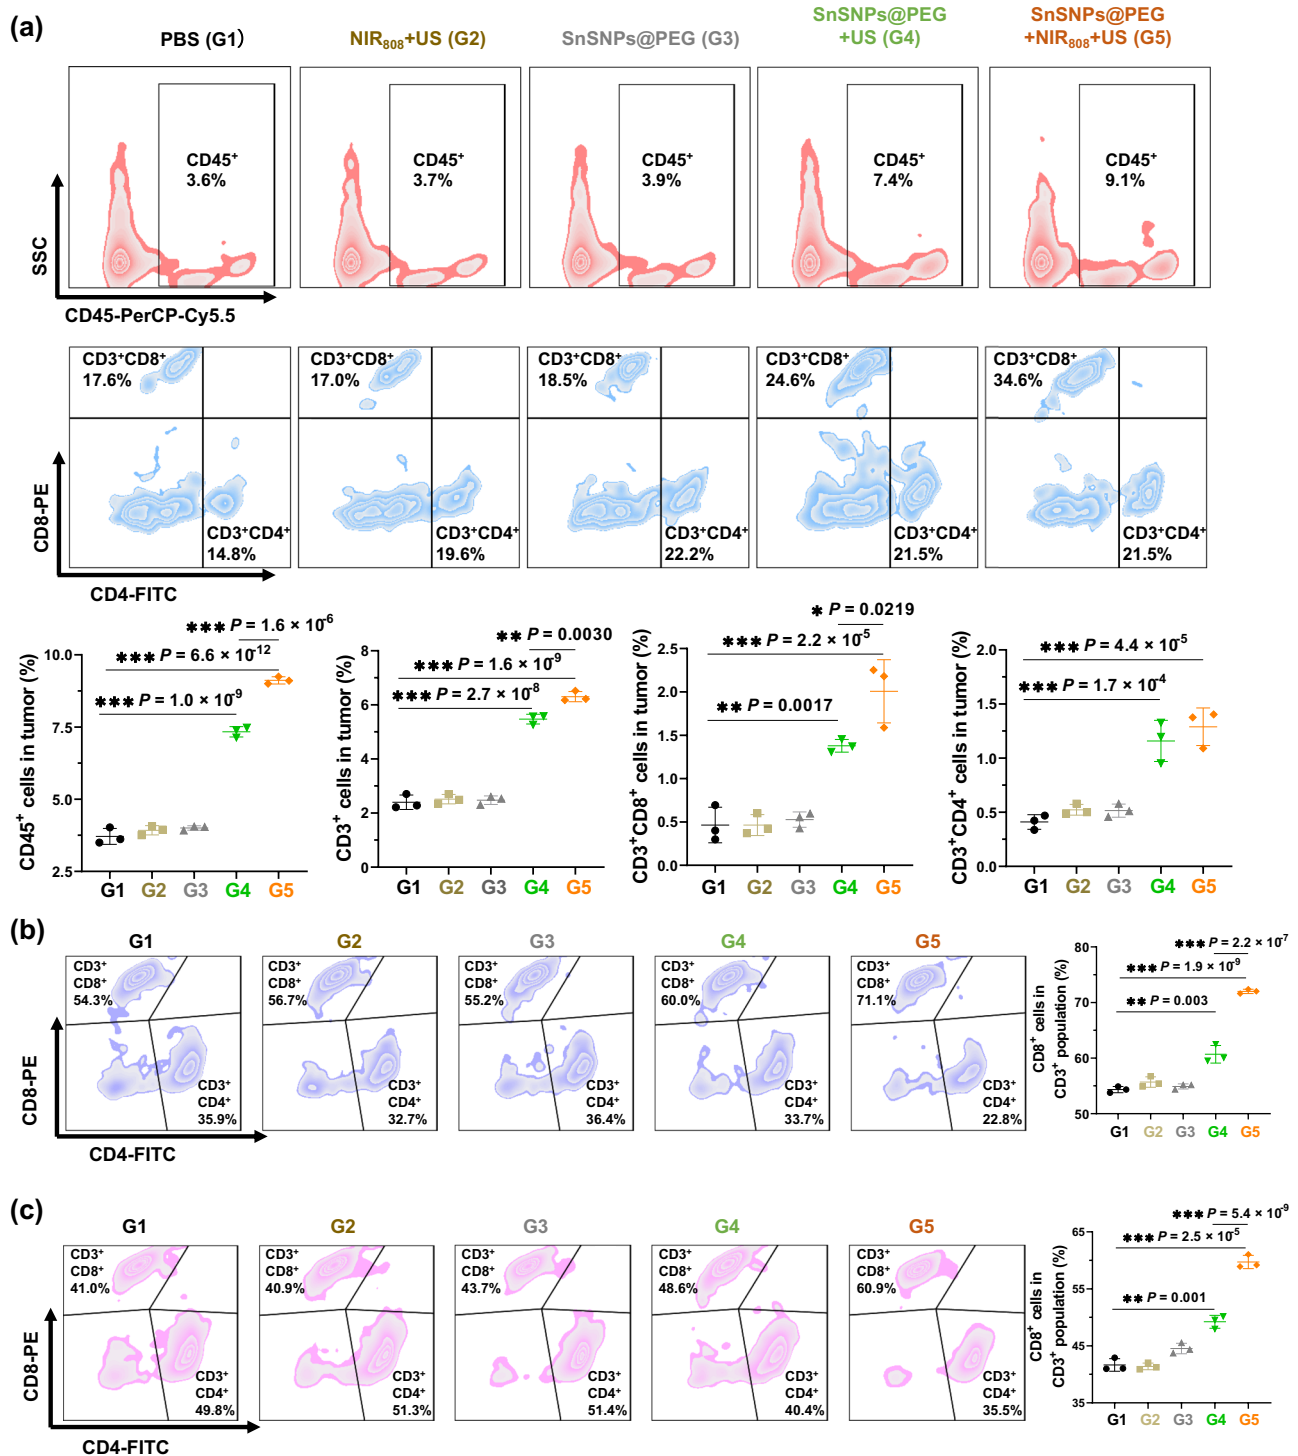 (a)
PBS (G1)
NIR₈₀₈+US (G2)
SnSNPs@PEG (G3)
SnSNPs@PEG
+US (G4)
SnSNPs@PEG
+NIR₈₀₈+US (G5)
CD45⁺
3.6%
CD45⁺
3.7%
CD45⁺
3.9%
CD45⁺
7.4%
CD45⁺
9.1%
SSC
CD45-PerCP-Cy5.5
CD3⁺CD8⁺
17.6%
CD3⁺CD8⁺
17.0%
CD3⁺CD8⁺
18.5%
CD3⁺CD8⁺
24.6%
CD3⁺CD8⁺
34.6%
CD3⁺CD4⁺
14.8%
CD3⁺CD4⁺
19.6%
CD3⁺CD4⁺
22.2%
CD3⁺CD4⁺
21.5%
CD3⁺CD4⁺
21.5%
CD8-PE
CD4-FITC
CD45⁺ cells in tumor (%)
10.0
7.5
5.0
2.5
*** P = 1.6 × 10⁻⁶
*** P = 6.6 × 10⁻¹²
*** P = 1.0 × 10⁻⁹
G1 G2 G3 G4 G5
CD3⁺ cells in tumor (%)
8
6
4
2
0
** P = 0.0030
*** P = 1.6 × 10⁻⁹
*** P = 2.7 × 10⁻⁸
G1 G2 G3 G4 G5
CD3⁺CD8⁺ cells in tumor (%)
2.5
2.0
1.5
1.0
0.5
0.0
* P = 0.0219
*** P = 2.2 × 10⁻⁵
** P = 0.0017
G1 G2 G3 G4 G5
CD3⁺CD4⁺ cells in tumor (%)
2.0
1.5
1.0
0.5
0.0
*** P = 4.4 × 10⁻⁵
*** P = 1.7 × 10⁻⁴
G1 G2 G3 G4 G5
(b)
G1
G2
G3
G4
G5
CD3⁺
CD8⁺
54.3%
CD3⁺
CD8⁺
56.7%
CD3⁺
CD8⁺
55.2%
CD3⁺
CD8⁺
60.0%
CD3⁺
CD8⁺
71.1%
CD3⁺
CD4⁺
35.9%
CD3⁺
CD4⁺
32.7%
CD3⁺
CD4⁺
36.4%
CD3⁺
CD4⁺
33.7%
CD3⁺
CD4⁺
22.8%
CD8-PE
CD4-FITC
CD8⁺ cells in
CD3⁺ population (%)
80
70
60
50
*** P = 2.2 × 10⁻⁷
*** P = 1.9 × 10⁻⁹
** P = 0.003
G1 G2 G3 G4 G5
(c)
G1
G2
G3
G4
G5
CD3⁺
CD8⁺
41.0%
CD3⁺
CD8⁺
40.9%
CD3⁺
CD8⁺
43.7%
CD3⁺
CD8⁺
48.6%
CD3⁺
CD8⁺
60.9%
CD3⁺
CD4⁺
49.8%
CD3⁺
CD4⁺
51.3%
CD3⁺
CD4⁺
51.4%
CD3⁺
CD4⁺
40.4%
CD3⁺
CD4⁺
35.5%
CD8-PE
CD4-FITC
CD8⁺ cells in
CD3⁺ population (%)
65
55
45
35
*** P = 5.4 × 10⁻⁹
*** P = 2.5 × 10⁻⁵
** P = 0.001
G1 G2 G3 G4 G5